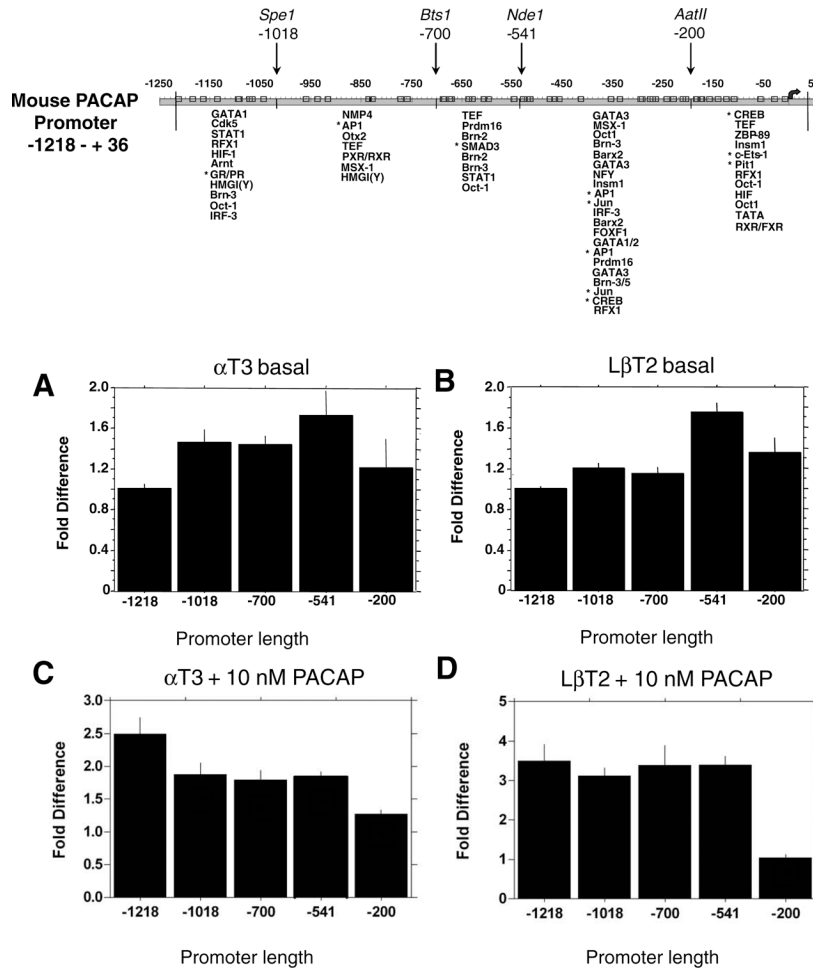 Spe1 Bts1 Nde1 AatII
-1018 -700 -541 -200
-1250 -1150 -1050 -950 -850 -750 -650 -550 -450 -350 -250 -150 -50 5
Mouse PACAP
Promoter
-1218 - + 36
GATA1
Cdk5
STAT1
RFX1
HIF-1
Arnt
* GR/PR
HMGI(Y)
Brn-3
Oct-1
IRF-3
NMP4
* AP1
Otx2
TEF
PXR/RXR
MSX-1
HMGI(Y)
TEF
Prdm16
Brn-2
* SMAD3
Brn-2
Brn-3
STAT1
Oct-1
GATA3
MSX-1
Oct1
Brn-3
Barx2
GATA3
NFY
Insm1
* AP1
* Jun
IRF-3
Barx2
FOXF1
GATA1/2
* AP1
Prdm16
GATA3
Brn-3/5
* Jun
* CREB
RFX1
* CREB
TEF
ZBP-89
Insm1
* c-Ets-1
* Pit1
RFX1
Oct-1
HIF
Oct1
TATA
RXR/FXR
A
αT3 basal
Fold Difference
2.0
1.6
1.2
0.8
0.4
0
-1218 -1018 -700 -541 -200
Promoter length
B
LβT2 basal
Fold Difference
2.0
1.6
1.2
0.8
0.4
0
-1218 -1018 -700 -541 -200
Promoter length
C
αT3 + 10 nM PACAP
Fold Difference
3.0
2.5
2.0
1.5
1.0
0.5
0.0
-1218 -1018 -700 -541 -200
Promoter length
D
LβT2 + 10 nM PACAP
Fold Difference
5
4
3
2
1
0
-1218 -1018 -700 -541 -200
Promoter length